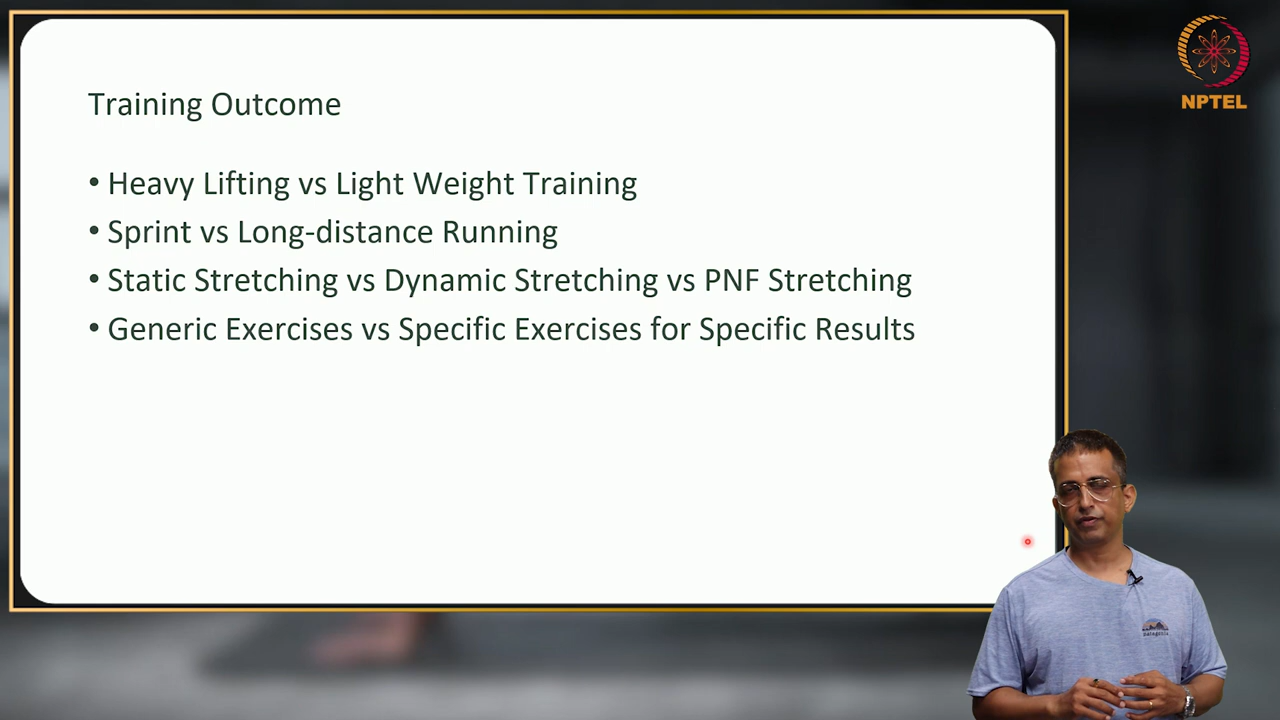 NPTEL
Training Outcome
• Heavy Lifting vs Light Weight Training
• Sprint vs Long-distance Running
• Static Stretching vs Dynamic Stretching vs PNF Stretching
• Generic Exercises vs Specific Exercises for Specific Results
patagonia